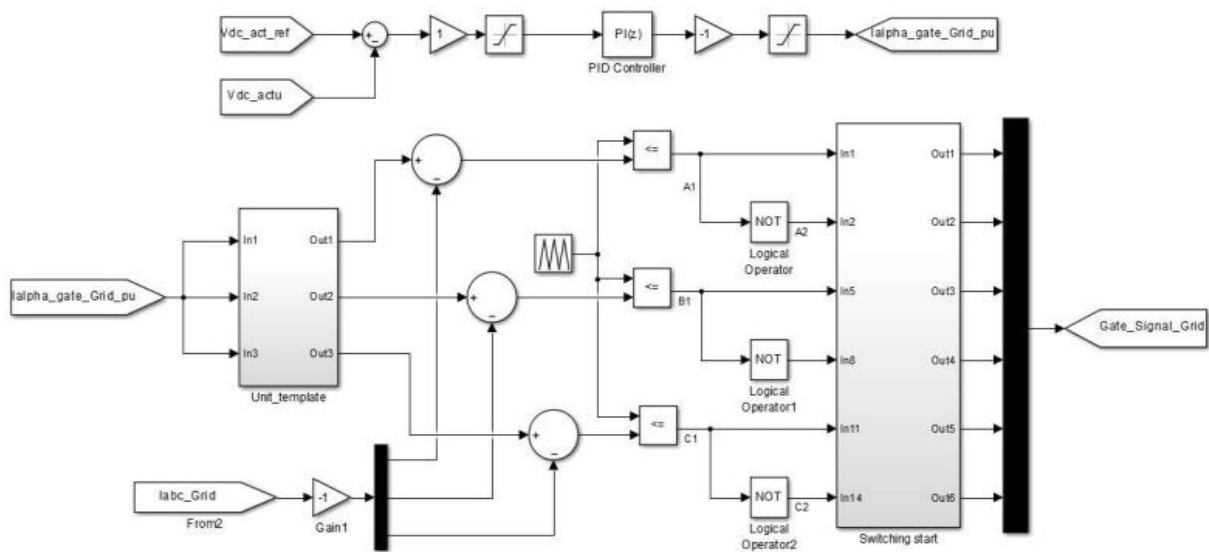 Vdc_act_ref
+
−
1
PI(z)
PID Controller
-1
Ialpha_gate_Grid_pu
Vdc_actu
+
−
<=
In1
Out1
A1
In2
Out2
NOT
A2
Logical
Operator
In1
Out1
Ialpha_gate_Grid_pu
In2
Out2
In3
Out3
Unit_template
+
−
<=
B1
In5
Out3
NOT
In8
Out4
Logical
Operator1
Gate_Signal_Grid
+
−
<=
C1
In11
Out5
NOT
C2
In14
Out6
Logical
Operator2
Switching start
Iabc_Grid
From2
-1
Gain1